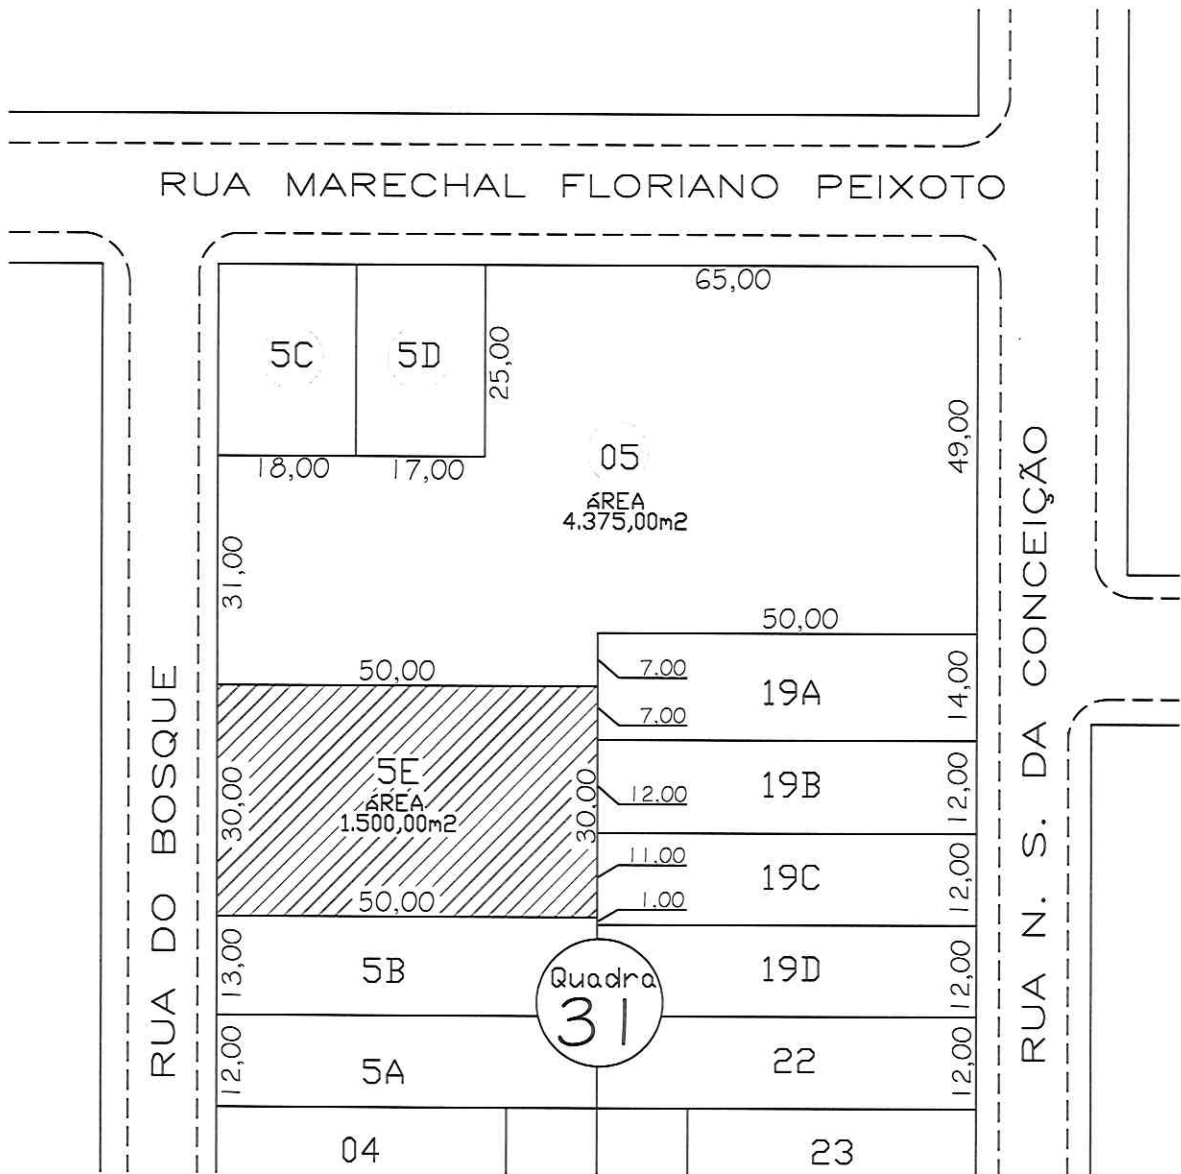 RUA MARECHAL FLORIANO PEIXOTO
65,00
5C
5D
25,00
18,00
17,00
05
ÁREA
4.375,00m2
49,00
31,00
50,00
50,00
7.00
7.00
19A
14,00
5E
ÁREA
1.500,00m2
30,00
30,00
50,00
12.00
19B
12,00
11.00
1.00
19C
12,00
13,00
5B
19D
12,00
Quadra
31
12,00
5A
22
12,00
04
23
RUA DO BOSQUE
RUA N. S. DA CONCEIÇÃO